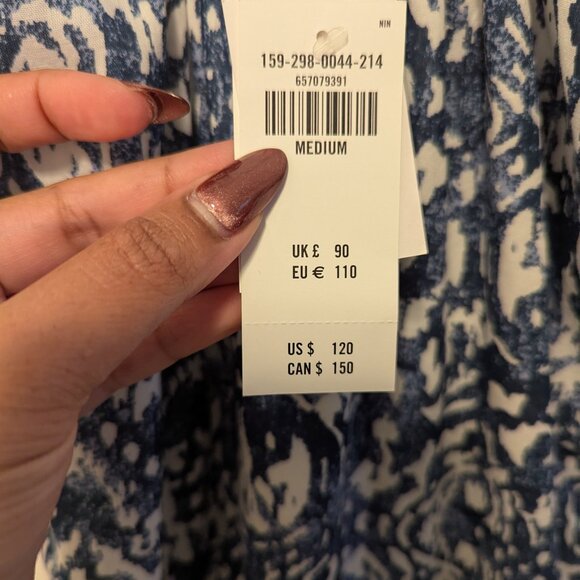 NIN
159-298-0044-214
657079391
MEDIUM
UK £ 90
EU € 110
US $ 120
CAN $ 150